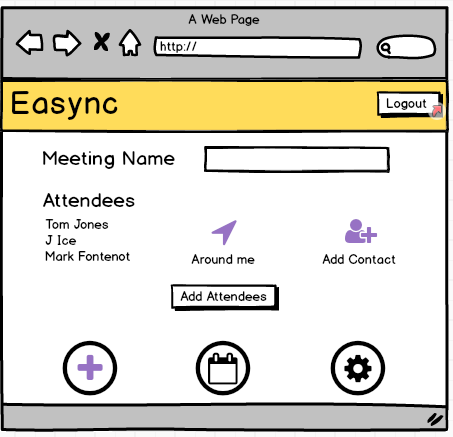 A Web Page
http://
Easync
Logout
Meeting Name
Attendees
Tom Jones
J Ice
Mark Fontenot
Around me
Add Contact
Add Attendees